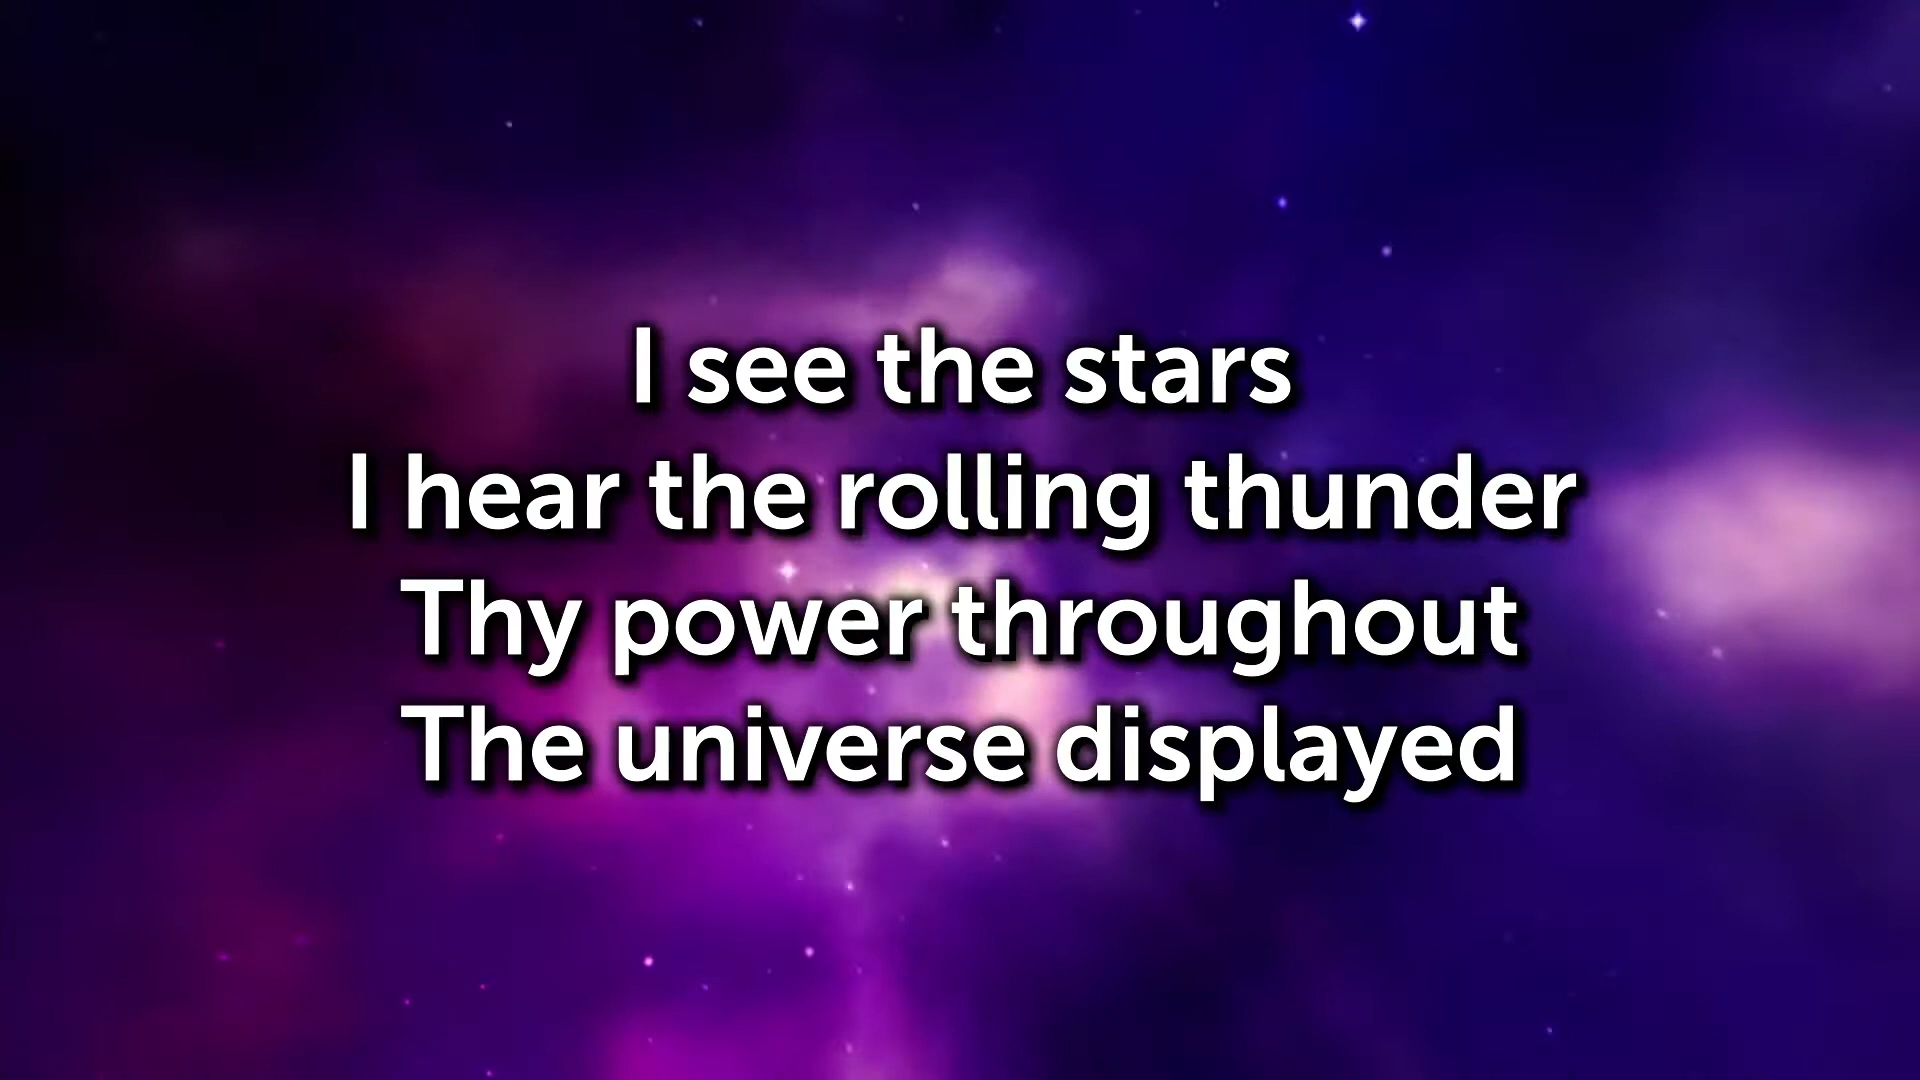 I see the stars
I hear the rolling thunder
Thy power throughout
The universe displayed